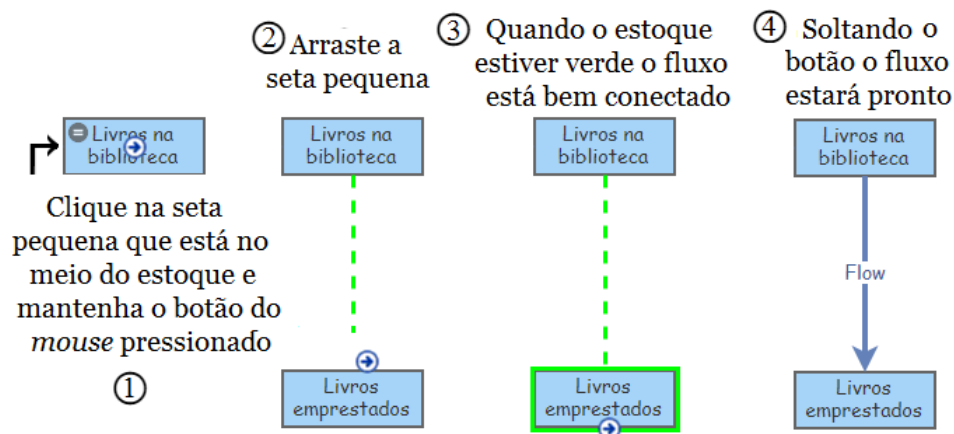 Livros na
biblioteca
Clique na seta
pequena que está no
meio do estoque e
mantenha o botão do
mouse pressionado
1
2 Arraste a
seta pequena
Livros na
biblioteca
Livros
emprestados
3 Quando o estoque
estiver verde o fluxo
está bem conectado
Livros na
biblioteca
Livros
emprestados
4 Soltando o
botão o fluxo
estará pronto
Livros na
biblioteca
Flow
Livros
emprestados